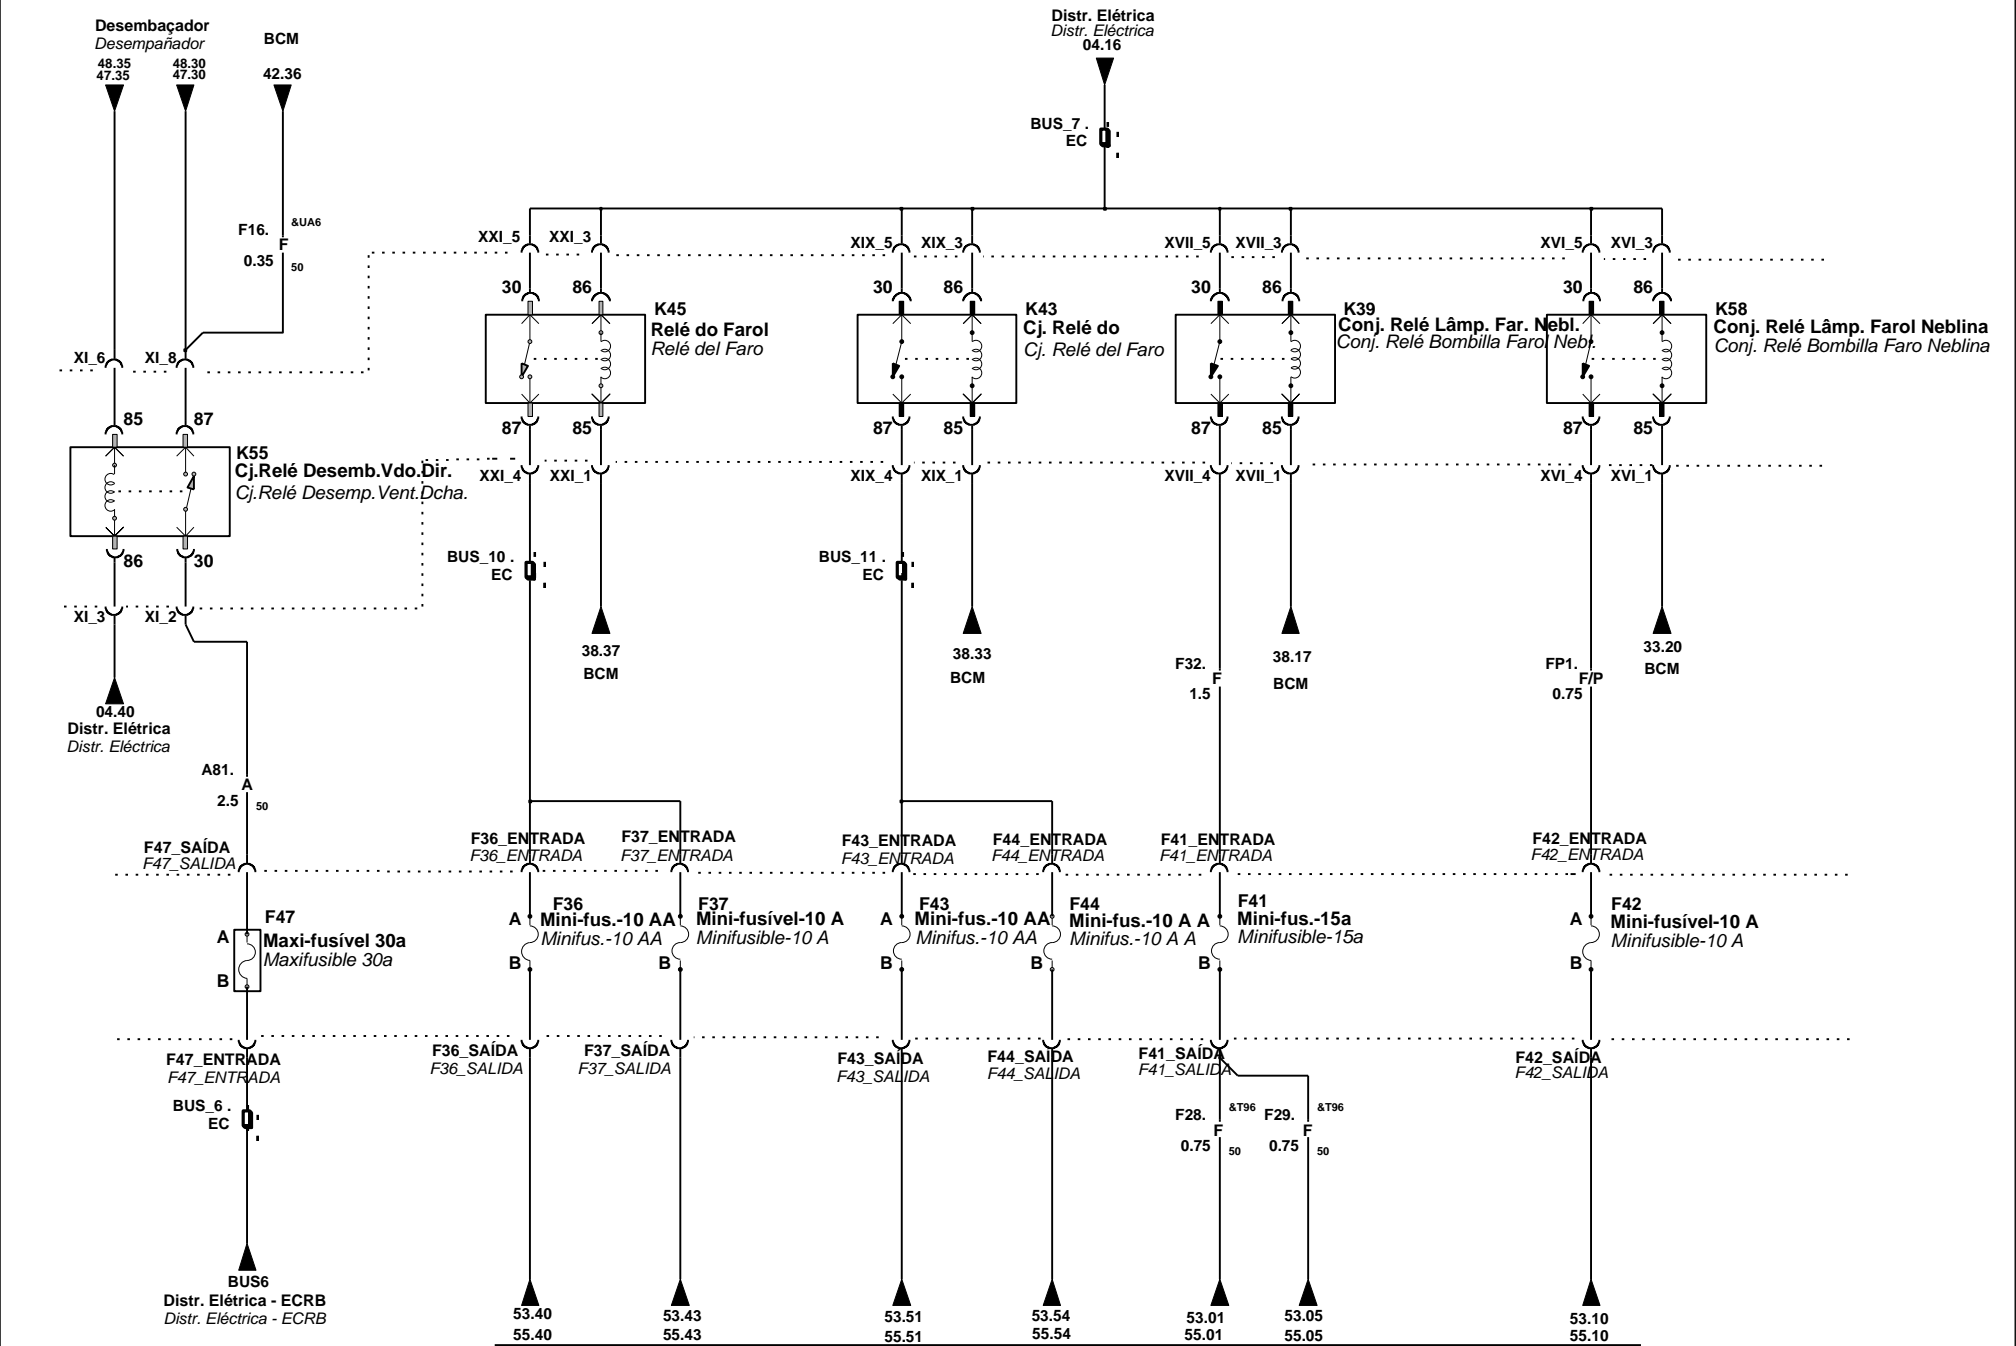 Desembaçador
Desempañador
48.35
47.35
48.30
47.30
BCM
42.36
Distr. Elétrica
Distr. Eléctrica
04.16
BUS_7 .
EC
F16.
&UA6
F
0.35
50
XXI_5
XXI_3
XIX_5
XIX_3
XVII_5
XVII_3
XVI_5
XVI_3
30
86
30
86
30
86
30
86
K45
Relé do Farol
Relé del Faro
K43
Cj. Relé do
Cj. Relé del Faro
K39
Conj. Relé Lâmp. Far. Nebl.
Conj. Relé Bombilla Farol Nebl.
K58
Conj. Relé Lâmp. Farol Neblina
Conj. Relé Bombilla Faro Neblina
XI_6
XI_8
85
87
87
85
87
85
87
85
87
85
K55
Cj.Relé Desemb.Vdo.Dir.
Cj.Relé Desemp.Vent.Dcha.
XXI_4
XXI_1
XIX_4
XIX_1
XVII_4
XVII_1
XVI_4
XVI_1
86
30
BUS_10 .
EC
BUS_11 .
EC
XI_3
XI_2
38.37
BCM
38.33
BCM
F32.
F
1.5
38.17
BCM
FP1.
F/P
0.75
33.20
BCM
04.40
Distr. Elétrica
Distr. Eléctrica
A81.
A
2.5
50
F47_SAÍDA
F47_SALIDA
F36_ENTRADA
F36_ENTRADA
F37_ENTRADA
F37_ENTRADA
F43_ENTRADA
F43_ENTRADA
F44_ENTRADA
F44_ENTRADA
F41_ENTRADA
F41_ENTRADA
F42_ENTRADA
F42_ENTRADA
F47
A
Maxi-fusível 30a
Maxifusible 30a
B
F36
A
Mini-fus.-10 A
Minifus.-10 A
B
F37
A
Mini-fusível-10 A
Minifusible-10 A
B
F43
A
Mini-fus.-10 A
Minifus.-10 A
B
F44
A
Mini-fus.-10 A
Minifus.-10 A
B
F41
A
Mini-fus.-15a
Minifusible-15a
B
F42
A
Mini-fusível-10 A
Minifusible-10 A
B
F47_ENTRADA
F47_ENTRADA
F36_SAÍDA
F36_SALIDA
F37_SAÍDA
F37_SALIDA
F43_SAÍDA
F43_SALIDA
F44_SAÍDA
F44_SALIDA
F41_SAÍDA
F41_SALIDA
F42_SAÍDA
F42_SALIDA
BUS_6 .
EC
F28.
&T96
F
0.75
50
F29.
&T96
F
0.75
50
BUS6
Distr. Elétrica - ECRB
Distr. Eléctrica - ECRB
53.40
55.40
53.43
55.43
53.51
55.51
53.54
55.54
53.01
55.01
53.05
55.05
53.10
55.10